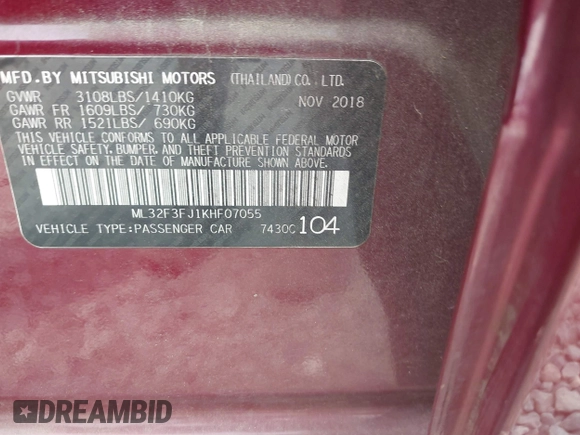 MFD. BY MITSUBISHI MOTORS (THAILAND) CO., LTD.
GVWR 3108LBS/1410KG NOV 2018
GAWR FR 1609LBS/ 730KG
GAWR RR 1521LBS/ 690KG
THIS VEHICLE CONFORMS TO ALL APPLICABLE FEDERAL MOTOR
VEHICLE SAFETY, BUMPER, AND THEFT PREVENTION STANDARDS
IN EFFECT ON THE DATE OF MANUFACTURE SHOWN ABOVE.
ML32F3FJ1KHF07055
VEHICLE TYPE:PASSENGER CAR 7430C 104
DREAMBID